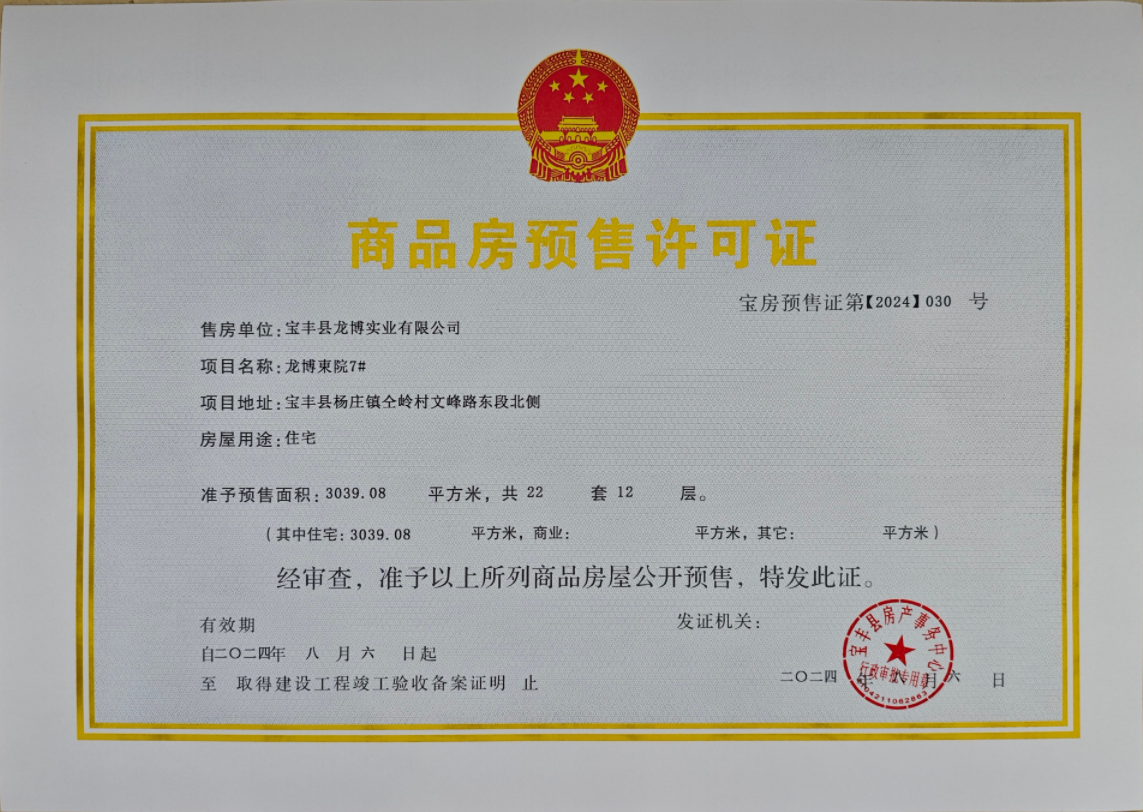 商品房预售许可证
宝房预售证第【2024】030 号
售房单位：宝丰县龙博实业有限公司
项目名称：龙博東院7#
项目地址：宝丰县杨庄镇仝岭村文峰路东段北侧
房屋用途：住宅
准予预售面积：3039.08 平方米，共 22 套 12 层。
（其中住宅：3039.08 平方米，商业： 平方米，其它： 平方米）
经审查，准予以上所列商品房屋公开预售，特发此证。
有效期
发证机关：
自二〇二四年 八 月 六 日起
至 取得建设工程竣工验收备案证明 止
二〇二四 年 八 月 六 日
宝丰县房产事务中心
行政审批专用章